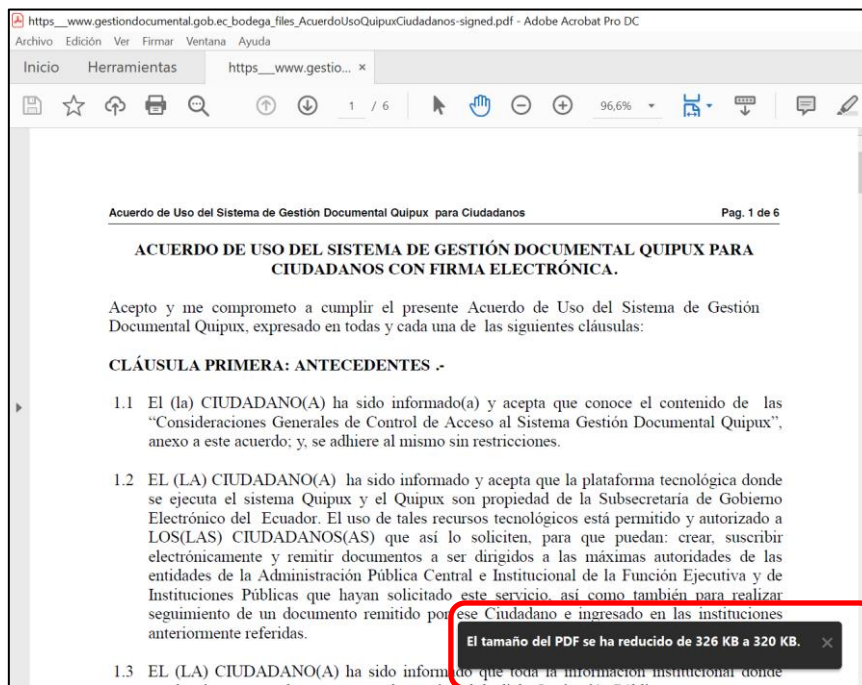 https__www.gestiondocumental.gob.ec_bodega_files_AcuerdoUsoQuipuxCiudadanos-signed.pdf - Adobe Acrobat Pro DC
Archivo Edición Ver Firmar Ventana Ayuda
Inicio Herramientas https__www.gestio... ×
1 / 6 96,6%
Acuerdo de Uso del Sistema de Gestión Documental Quipux para Ciudadanos Pag. 1 de 6
ACUERDO DE USO DEL SISTEMA DE GESTIÓN DOCUMENTAL QUIPUX PARA
CIUDADANOS CON FIRMA ELECTRÓNICA.
Acepto y me comprometo a cumplir el presente Acuerdo de Uso del Sistema de Gestión
Documental Quipux, expresado en todas y cada una de las siguientes cláusulas:
CLÁUSULA PRIMERA: ANTECEDENTES .-
1.1 El (la) CIUDADANO(A) ha sido informado(a) y acepta que conoce el contenido de las
“Consideraciones Generales de Control de Acceso al Sistema Gestión Documental Quipux”,
anexo a este acuerdo; y, se adhiere al mismo sin restricciones.
1.2 EL (LA) CIUDADANO(A) ha sido informado y acepta que la plataforma tecnológica donde
se ejecuta el sistema Quipux y el Quipux son propiedad de la Subsecretaría de Gobierno
Electrónico del Ecuador. El uso de tales recursos tecnológicos está permitido y autorizado a
LOS(LAS) CIUDADANOS(AS) que así lo soliciten, para que puedan: crear, suscribir
electrónicamente y remitir documentos a ser dirigidos a las máximas autoridades de las
entidades de la Administración Pública Central e Institucional de la Función Ejecutiva y de
Instituciones Públicas que hayan solicitado este servicio, así como también para realizar
seguimiento de un documento remitido por ese Ciudadano e ingresado en las instituciones
anteriormente referidas.
El tamaño del PDF se ha reducido de 326 KB a 320 KB. ×
1.3 EL (LA) CIUDADANO(A) ha sido informado que toda la información institucional donde